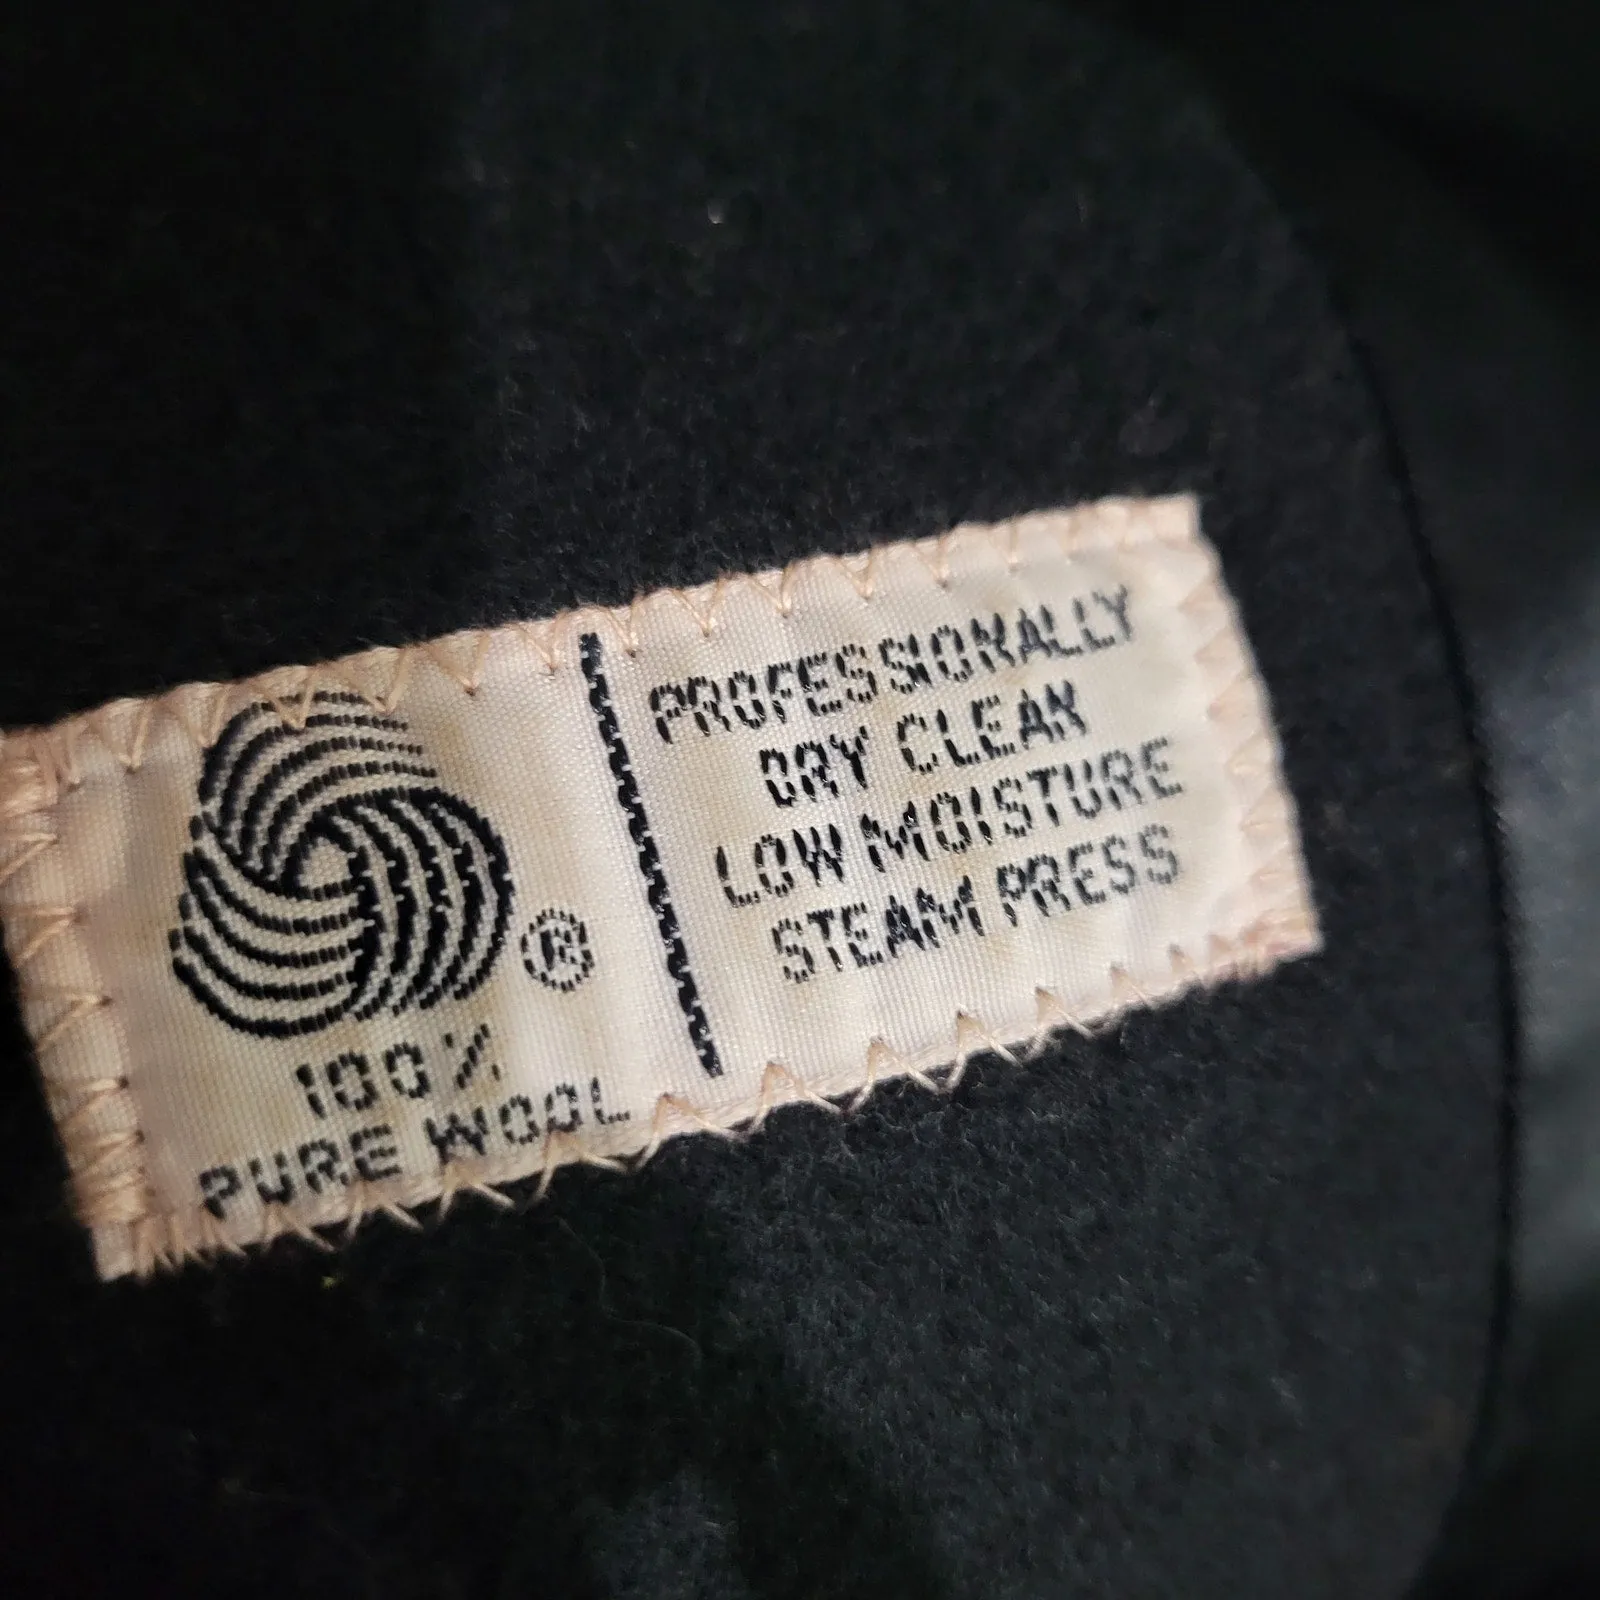 ®
100%
PURE WOOL
PROFESSIONALLY
DRY CLEAN
LOW MOISTURE
STEAM PRESS